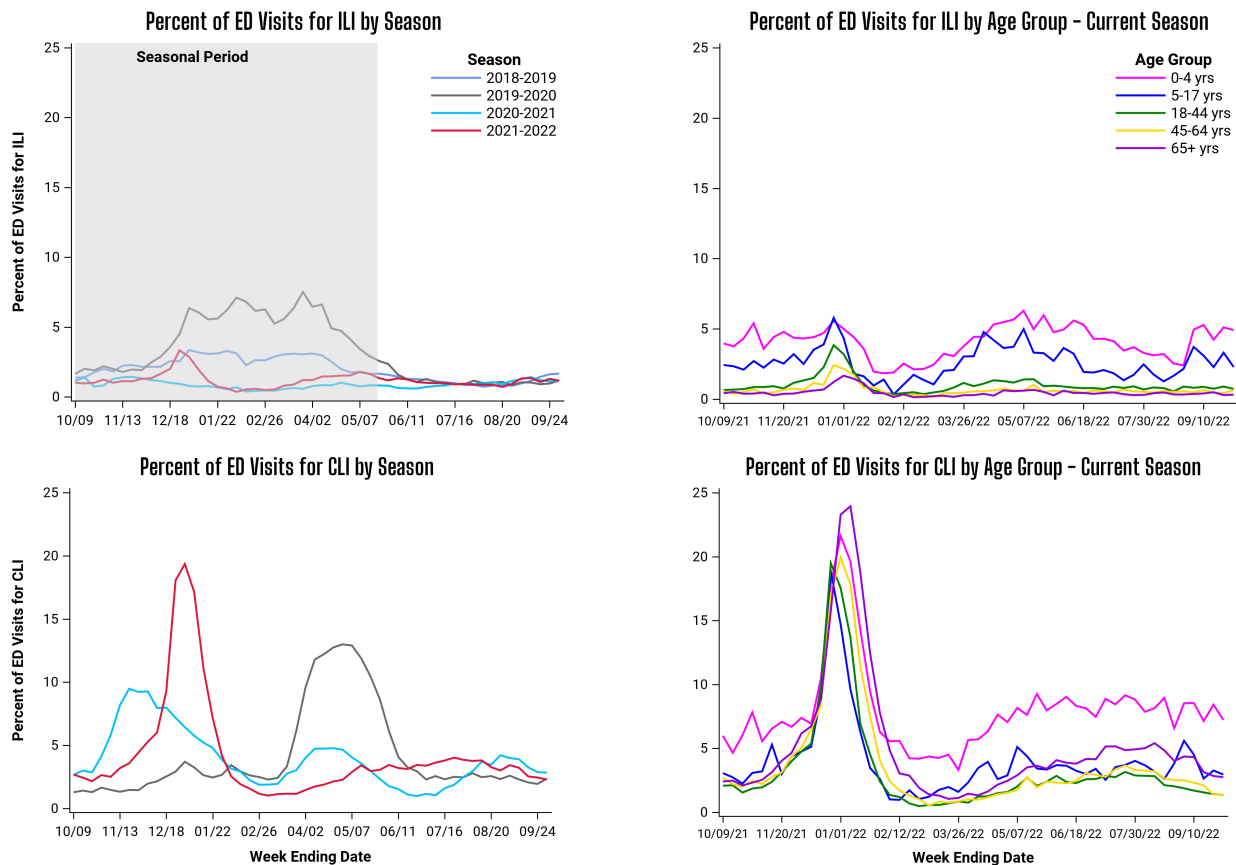 Percent of ED Visits for ILI by Season
Percent of ED Visits for ILI
25
20
15
10
5
0
Seasonal Period
Season
2018-2019
2019-2020
2020-2021
2021-2022
10/09 11/13 12/18 01/22 02/26 04/02 05/07 06/11 07/16 08/20 09/24
Percent of ED Visits for ILI by Age Group - Current Season
25
20
15
10
5
0
Age Group
0-4 yrs
5-17 yrs
18-44 yrs
45-64 yrs
65+ yrs
10/09/21 11/20/21 01/01/22 02/12/22 03/26/22 05/07/22 06/18/22 07/30/22 09/10/22
Percent of ED Visits for CLI by Season
Percent of ED Visits for CLI
25
20
15
10
5
0
10/09 11/13 12/18 01/22 02/26 04/02 05/07 06/11 07/16 08/20 09/24
Week Ending Date
Percent of ED Visits for CLI by Age Group - Current Season
25
20
15
10
5
0
10/09/21 11/20/21 01/01/22 02/12/22 03/26/22 05/07/22 06/18/22 07/30/22 09/10/22
Week Ending Date